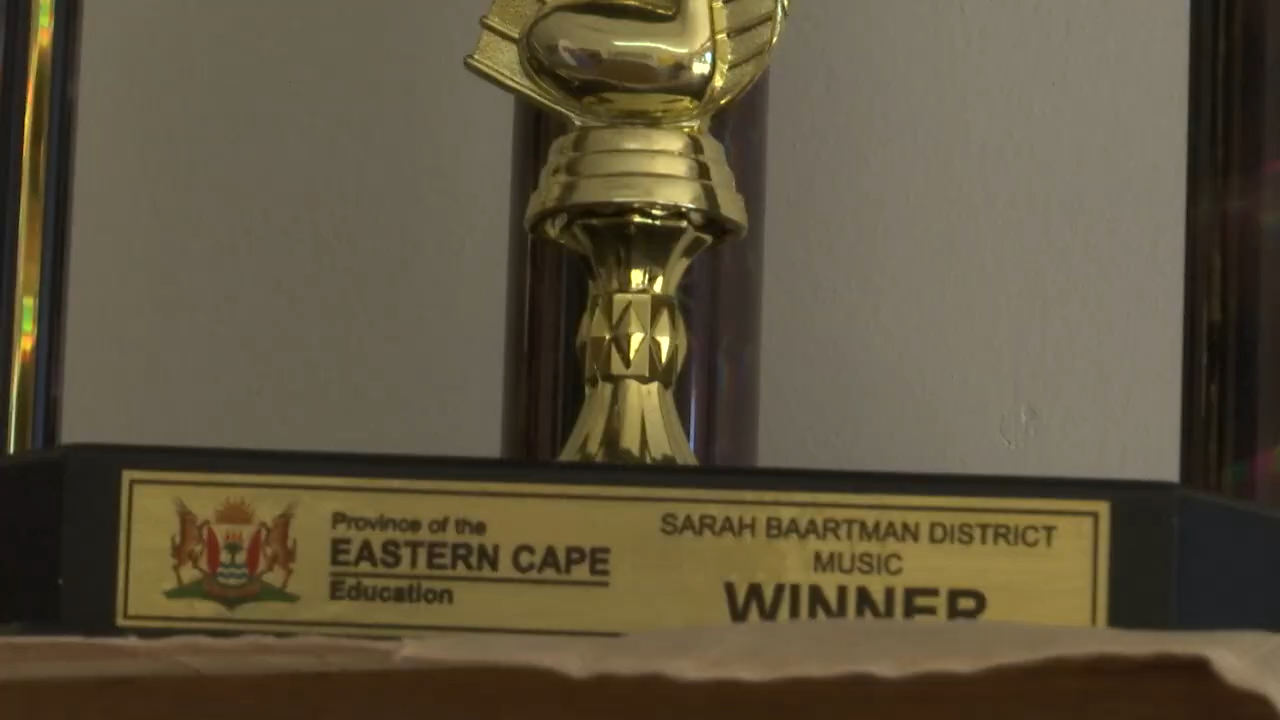 Province of the
EASTERN CAPE
Education
SARAH BAARTMAN DISTRICT
MUSIC
WINNER